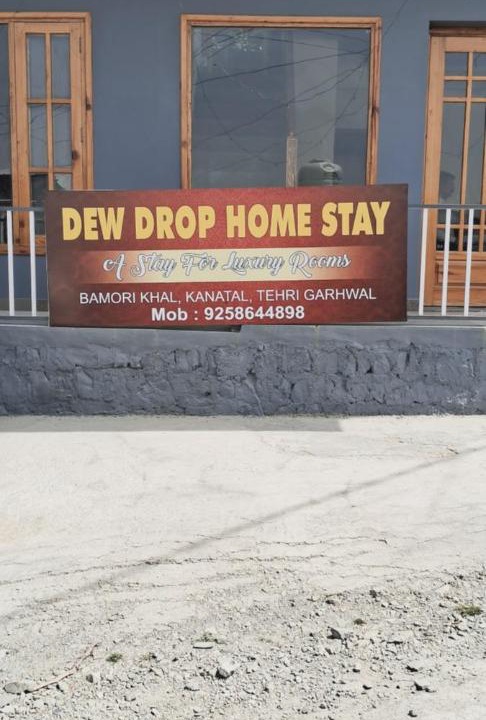 DEW DROP HOME STAY
A Stay For Luxury Rooms
BAMORI KHAL, KANATAL, TEHRI GARHWAL
Mob : 9258644898